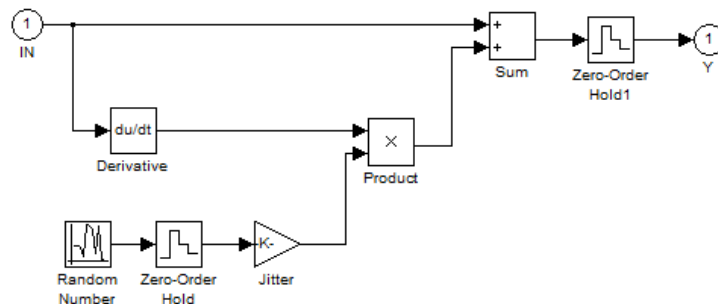 1
IN
+
+
Sum
Zero-Order
Hold1
1
Y
du/dt
Derivative
×
Product
Random
Number
Zero-Order
Hold
-K-
Jitter